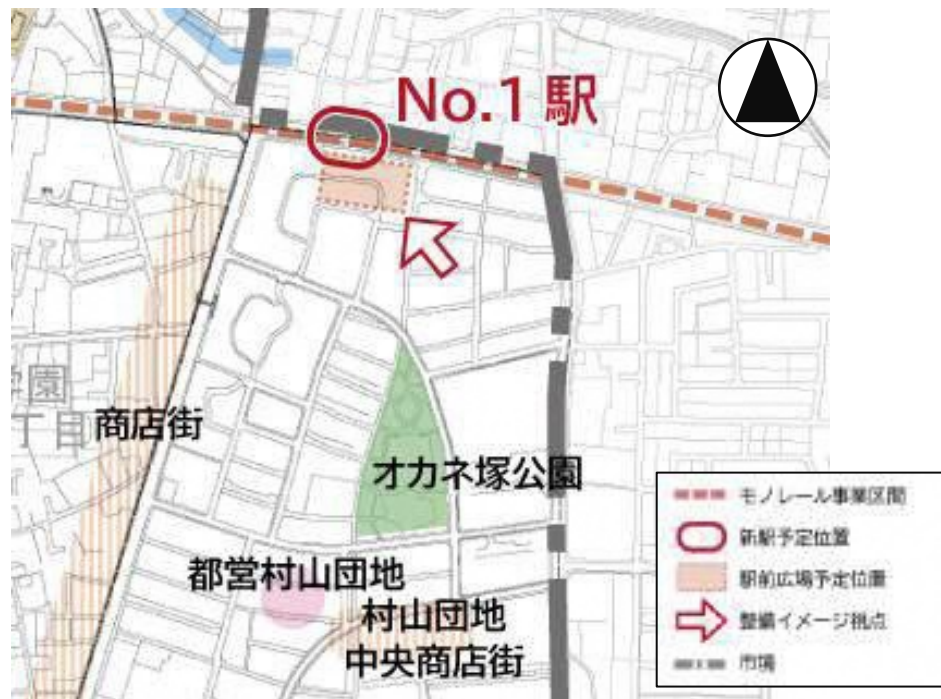 No.1 駅
園
丁目
商店街
オカネ塚公園
都営村山団地
村山団地
中央商店街
モノレール事業区間
新駅予定位置
駅前広場予定位置
整備イメージ視点
市境